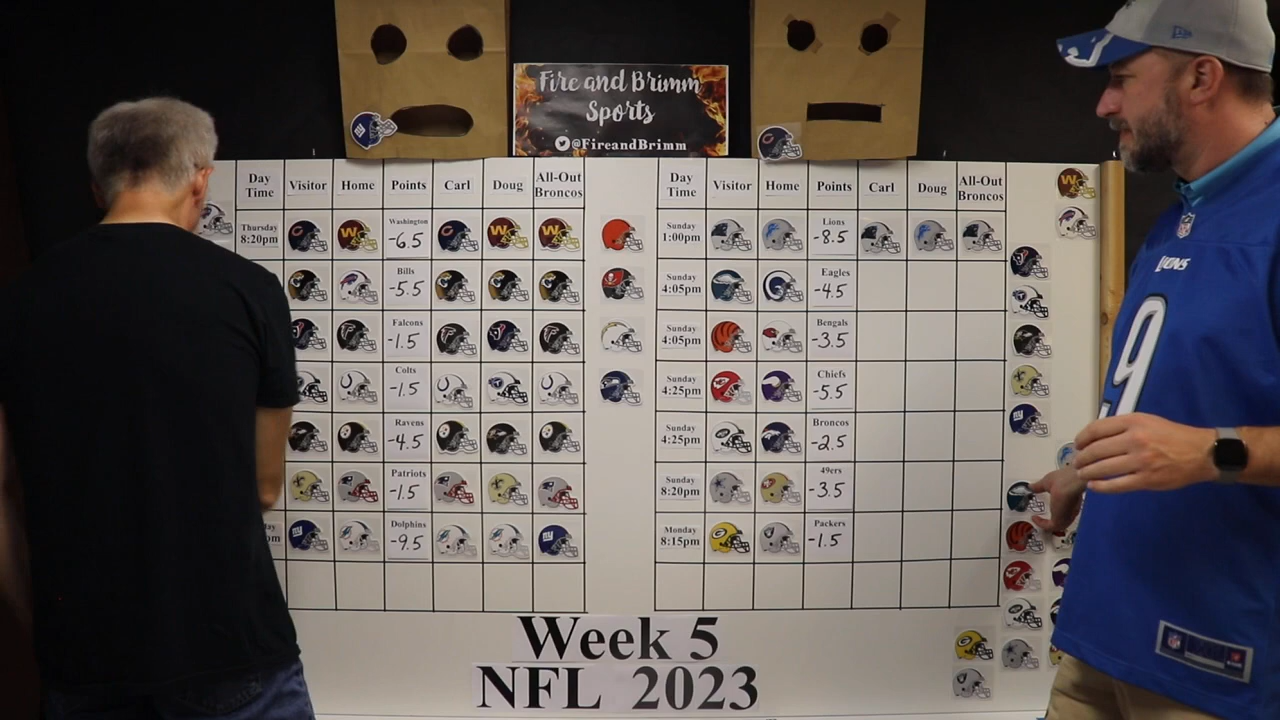 Fire and Brimm
Sports
@FireandBrimm
Day
Time
Visitor
Home
Points
Carl
Doug
All-Out
Broncos
Thursday
8:20pm
Washington
-6.5
Bills
-5.5
Falcons
-1.5
Colts
-1.5
Ravens
-4.5
Patriots
-1.5
Dolphins
-9.5
Day
Time
Visitor
Home
Points
Carl
Doug
All-Out
Broncos
Sunday
1:00pm
Lions
-8.5
Sunday
4:05pm
Eagles
-4.5
Sunday
4:05pm
Bengals
-3.5
Sunday
4:25pm
Chiefs
-5.5
Sunday
4:25pm
Broncos
-2.5
Sunday
8:20pm
49ers
-3.5
Monday
8:15pm
Packers
-1.5
Week 5
NFL 2023
LIONS
9